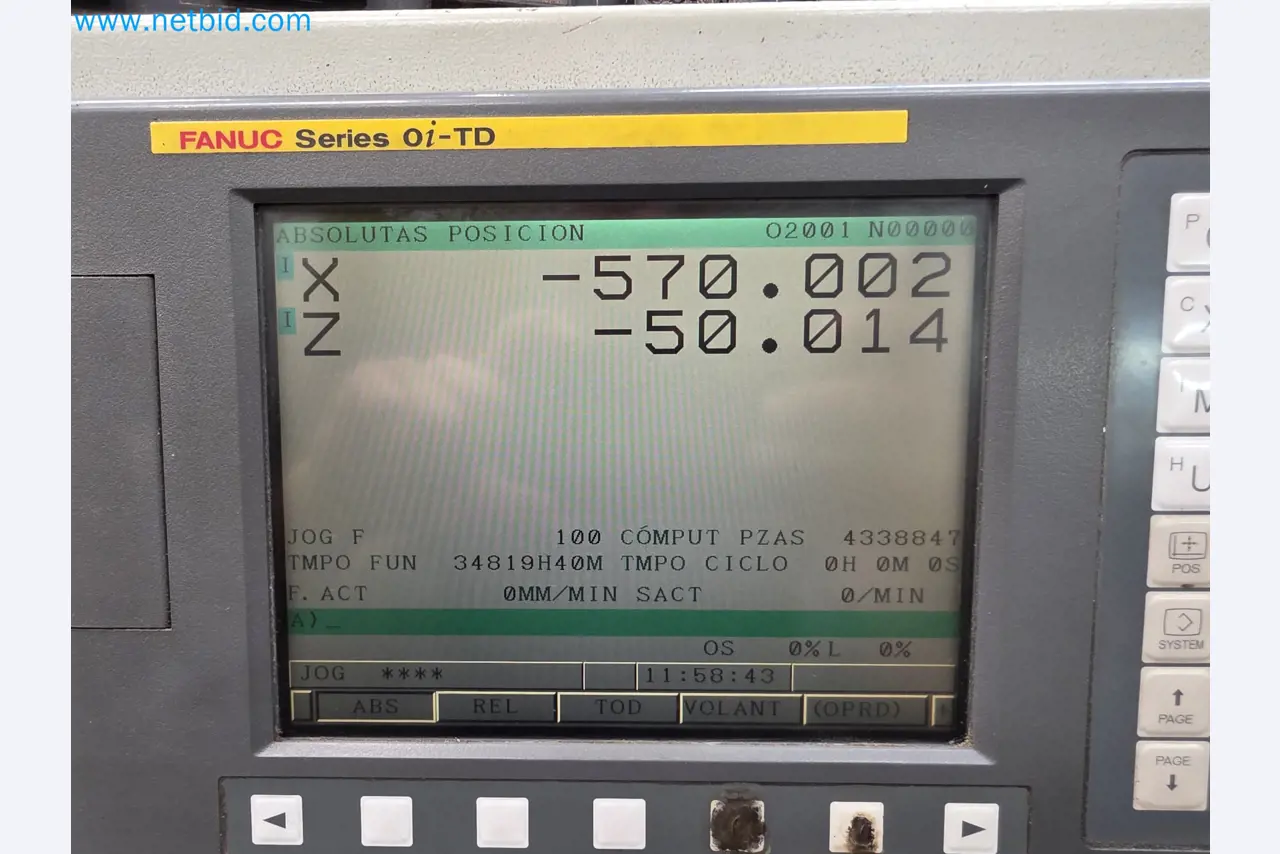 www.netbid.com
FANUC Series 0i-TD
ABSOLUTAS POSICION O2001 N00000
I X -570.002
I Z -50.014
JOG F 100 CÓMPUT PZAS 4338847
TMPO FUN 34819H40M TMPO CICLO 0H 0M 0S
F. ACT 0MM/MIN SACT 0/MIN
A)_
OS 0% L 0%
JOG **** 11:58:43
ABS REL TOD VOLANT (OPRD) +
P
C X
I M
H U
POS
SYSTEM
↑
PAGE
PAGE
↓